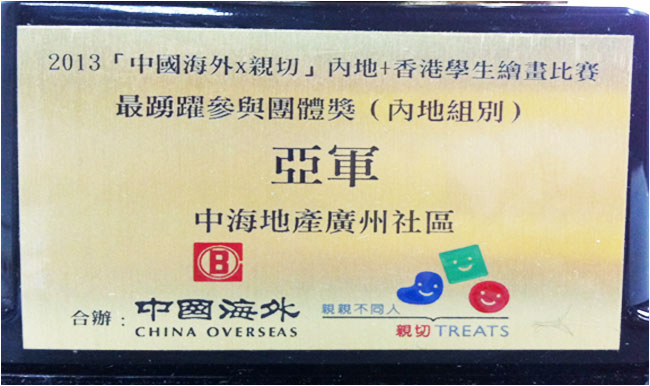 2013「中國海外x親切」內地+香港學生繪畫比賽
最踴躍參與團體獎（內地組別）
亞軍
中海地產廣州社區
合辦：中國海外
CHINA OVERSEAS
親親不同人
親切 TREATS